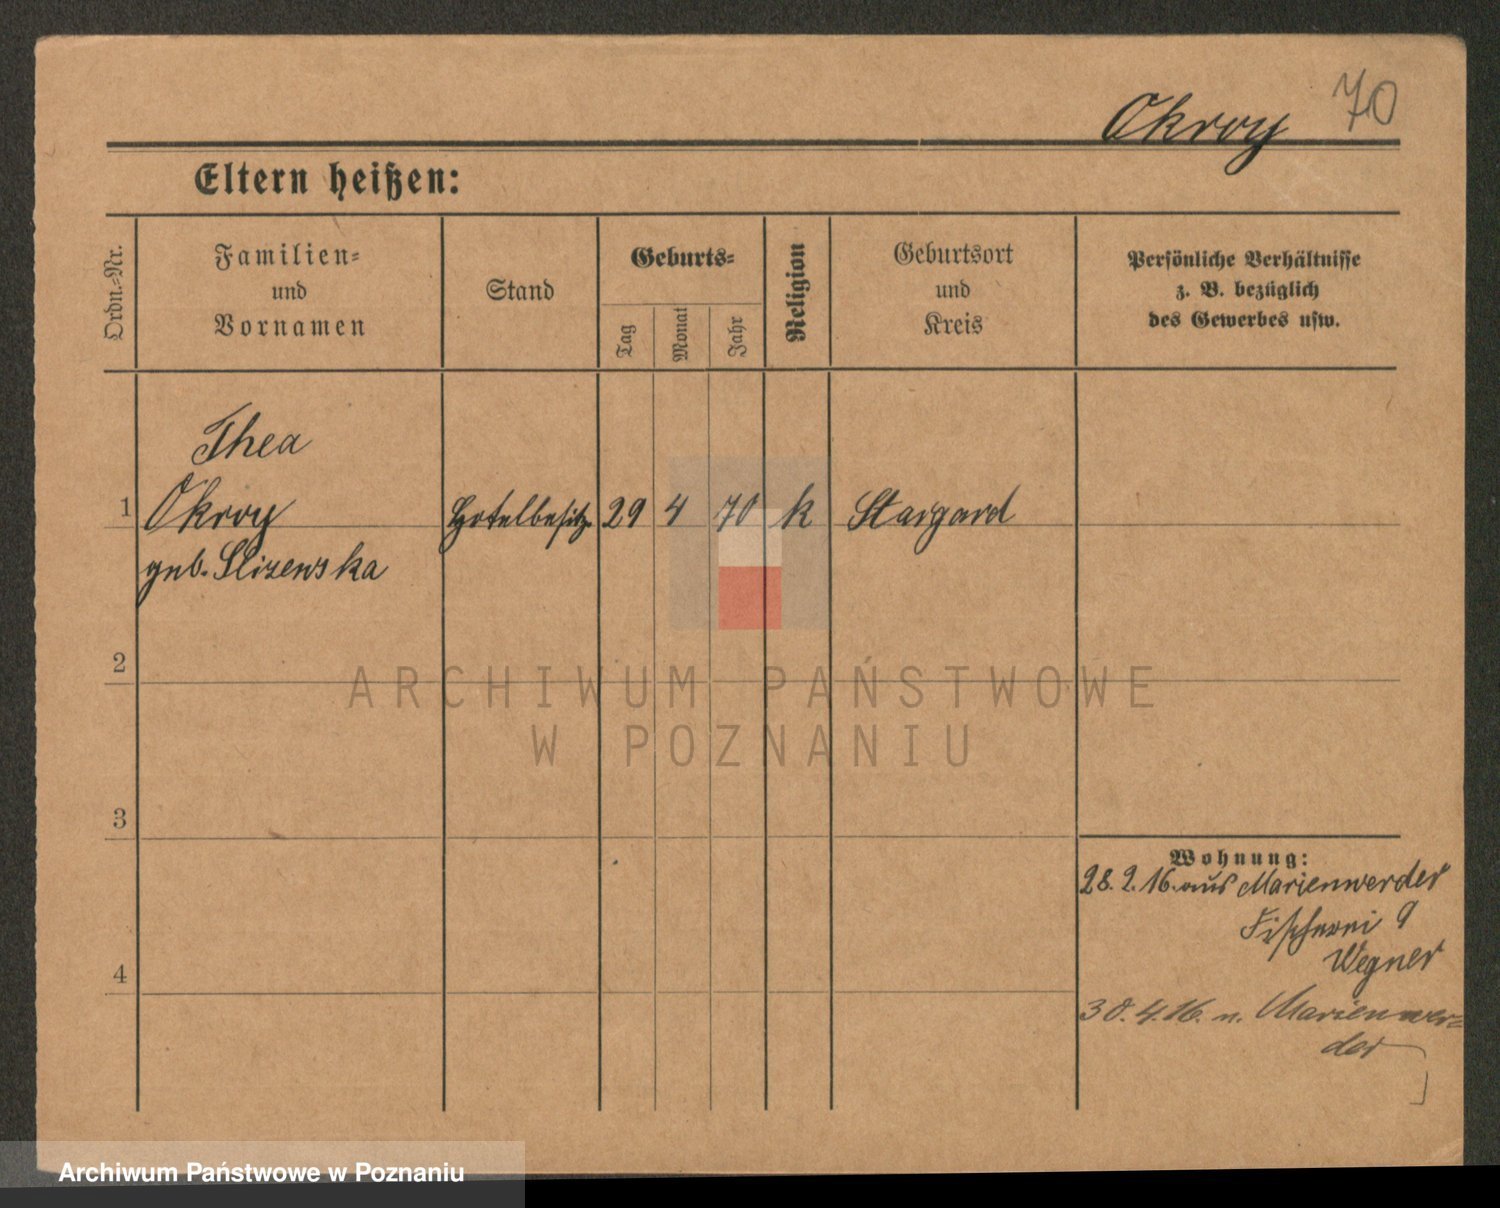 Okroy 70
Eltern heißen:
Ordn.-Nr.
Familien-
und
Vornamen
Stand
Geburts-
Tag
Monat
Jahr
Religion
Geburtsort
und
Kreis
Persönliche Verhältnisse
z. B. bezüglich
des Gewerbes usw.
Thea
1 Okroy Hotelbesitz. 29 4 70 k Stargard
geb. Slizewska
2
ARCHIWUM PAŃSTWOWE
W POZNANIU
3
Wohnung:
28. 2. 16. aus Marienwerder
Fischerei 9
Wegner
4
30. 4. 16. n. Marienwer=
der
Archiwum Państwowe w Poznaniu